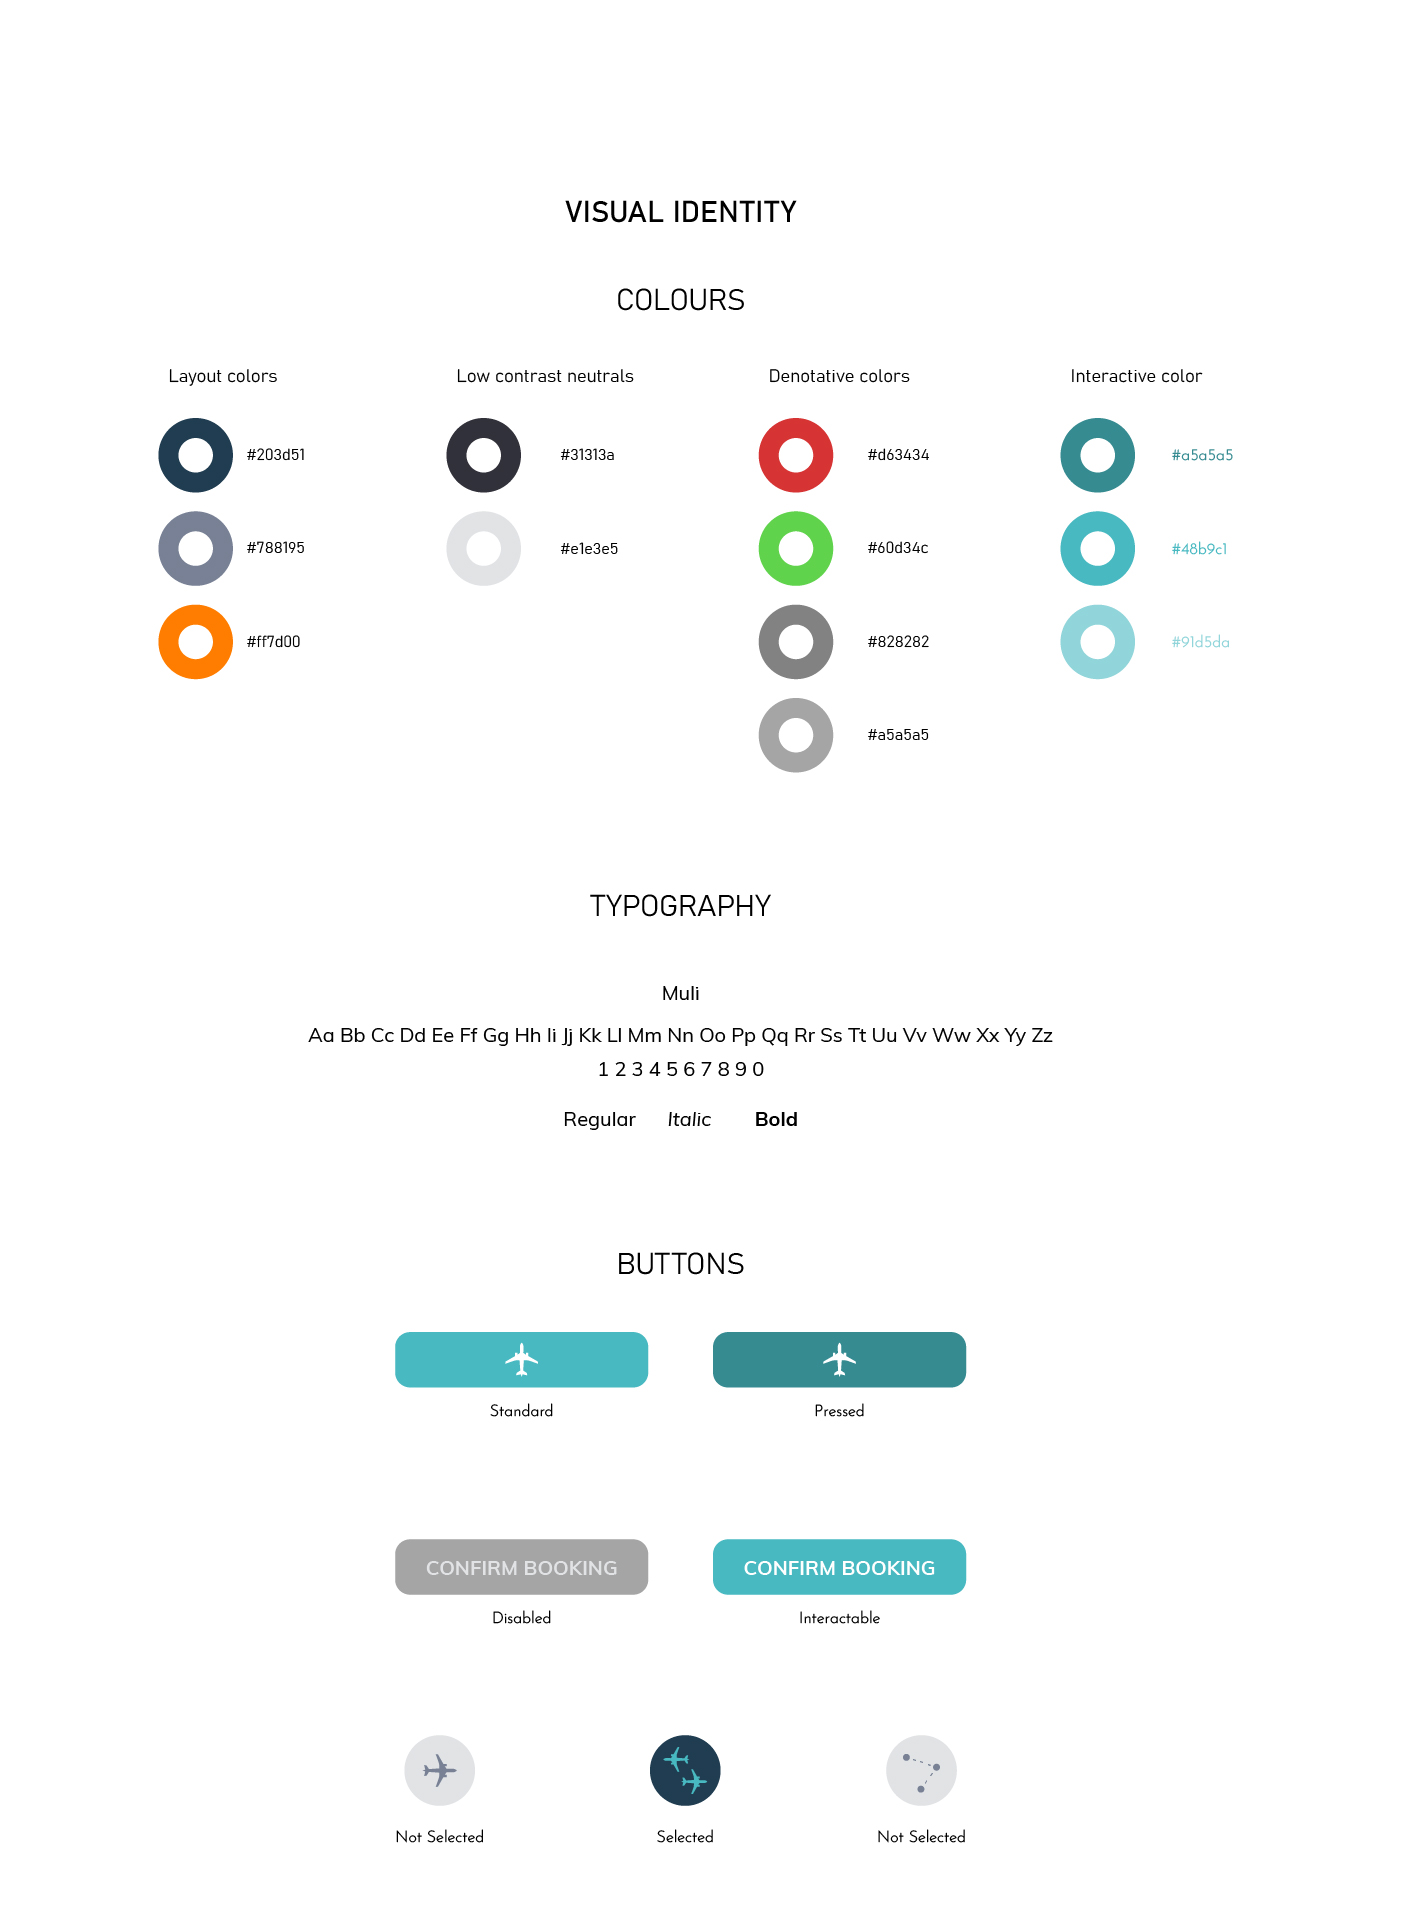 VISUAL IDENTITY
COLOURS
Layout colors
Low contrast neutrals
Denotative colors
Interactive color
#203d51
#31313a
#d63434
#a5a5a5
#788195
#e1e3e5
#60d34c
#48b9c1
#ff7d00
#828282
#91d5da
#a5a5a5
TYPOGRAPHY
Muli
Aa Bb Cc Dd Ee Ff Gg Hh Ii Jj Kk Ll Mm Nn Oo Pp Qq Rr Ss Tt Uu Vv Ww Xx Yy Zz
1 2 3 4 5 6 7 8 9 0
Regular Italic Bold
BUTTONS
Standard
Pressed
CONFIRM BOOKING
CONFIRM BOOKING
Disabled
Interactable
Not Selected
Selected
Not Selected